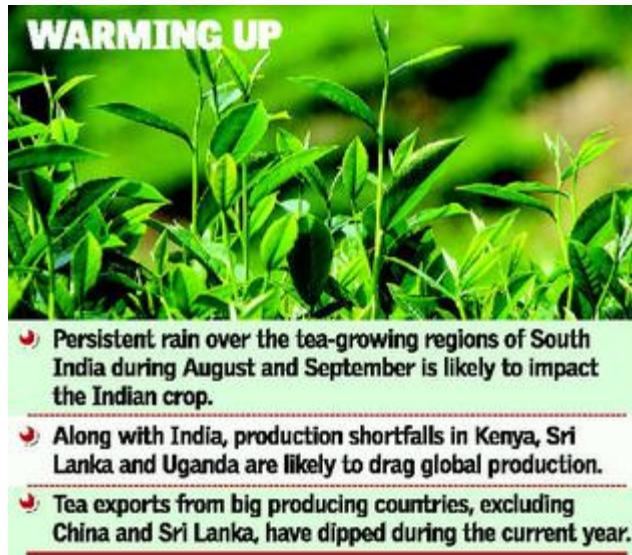 WARMING UP
Persistent rain over the tea-growing regions of South
India during August and September is likely to impact
the Indian crop.
Along with India, production shortfalls in Kenya, Sri
Lanka and Uganda are likely to drag global production.
Tea exports from big producing countries, excluding
China and Sri Lanka, have dipped during the current year.